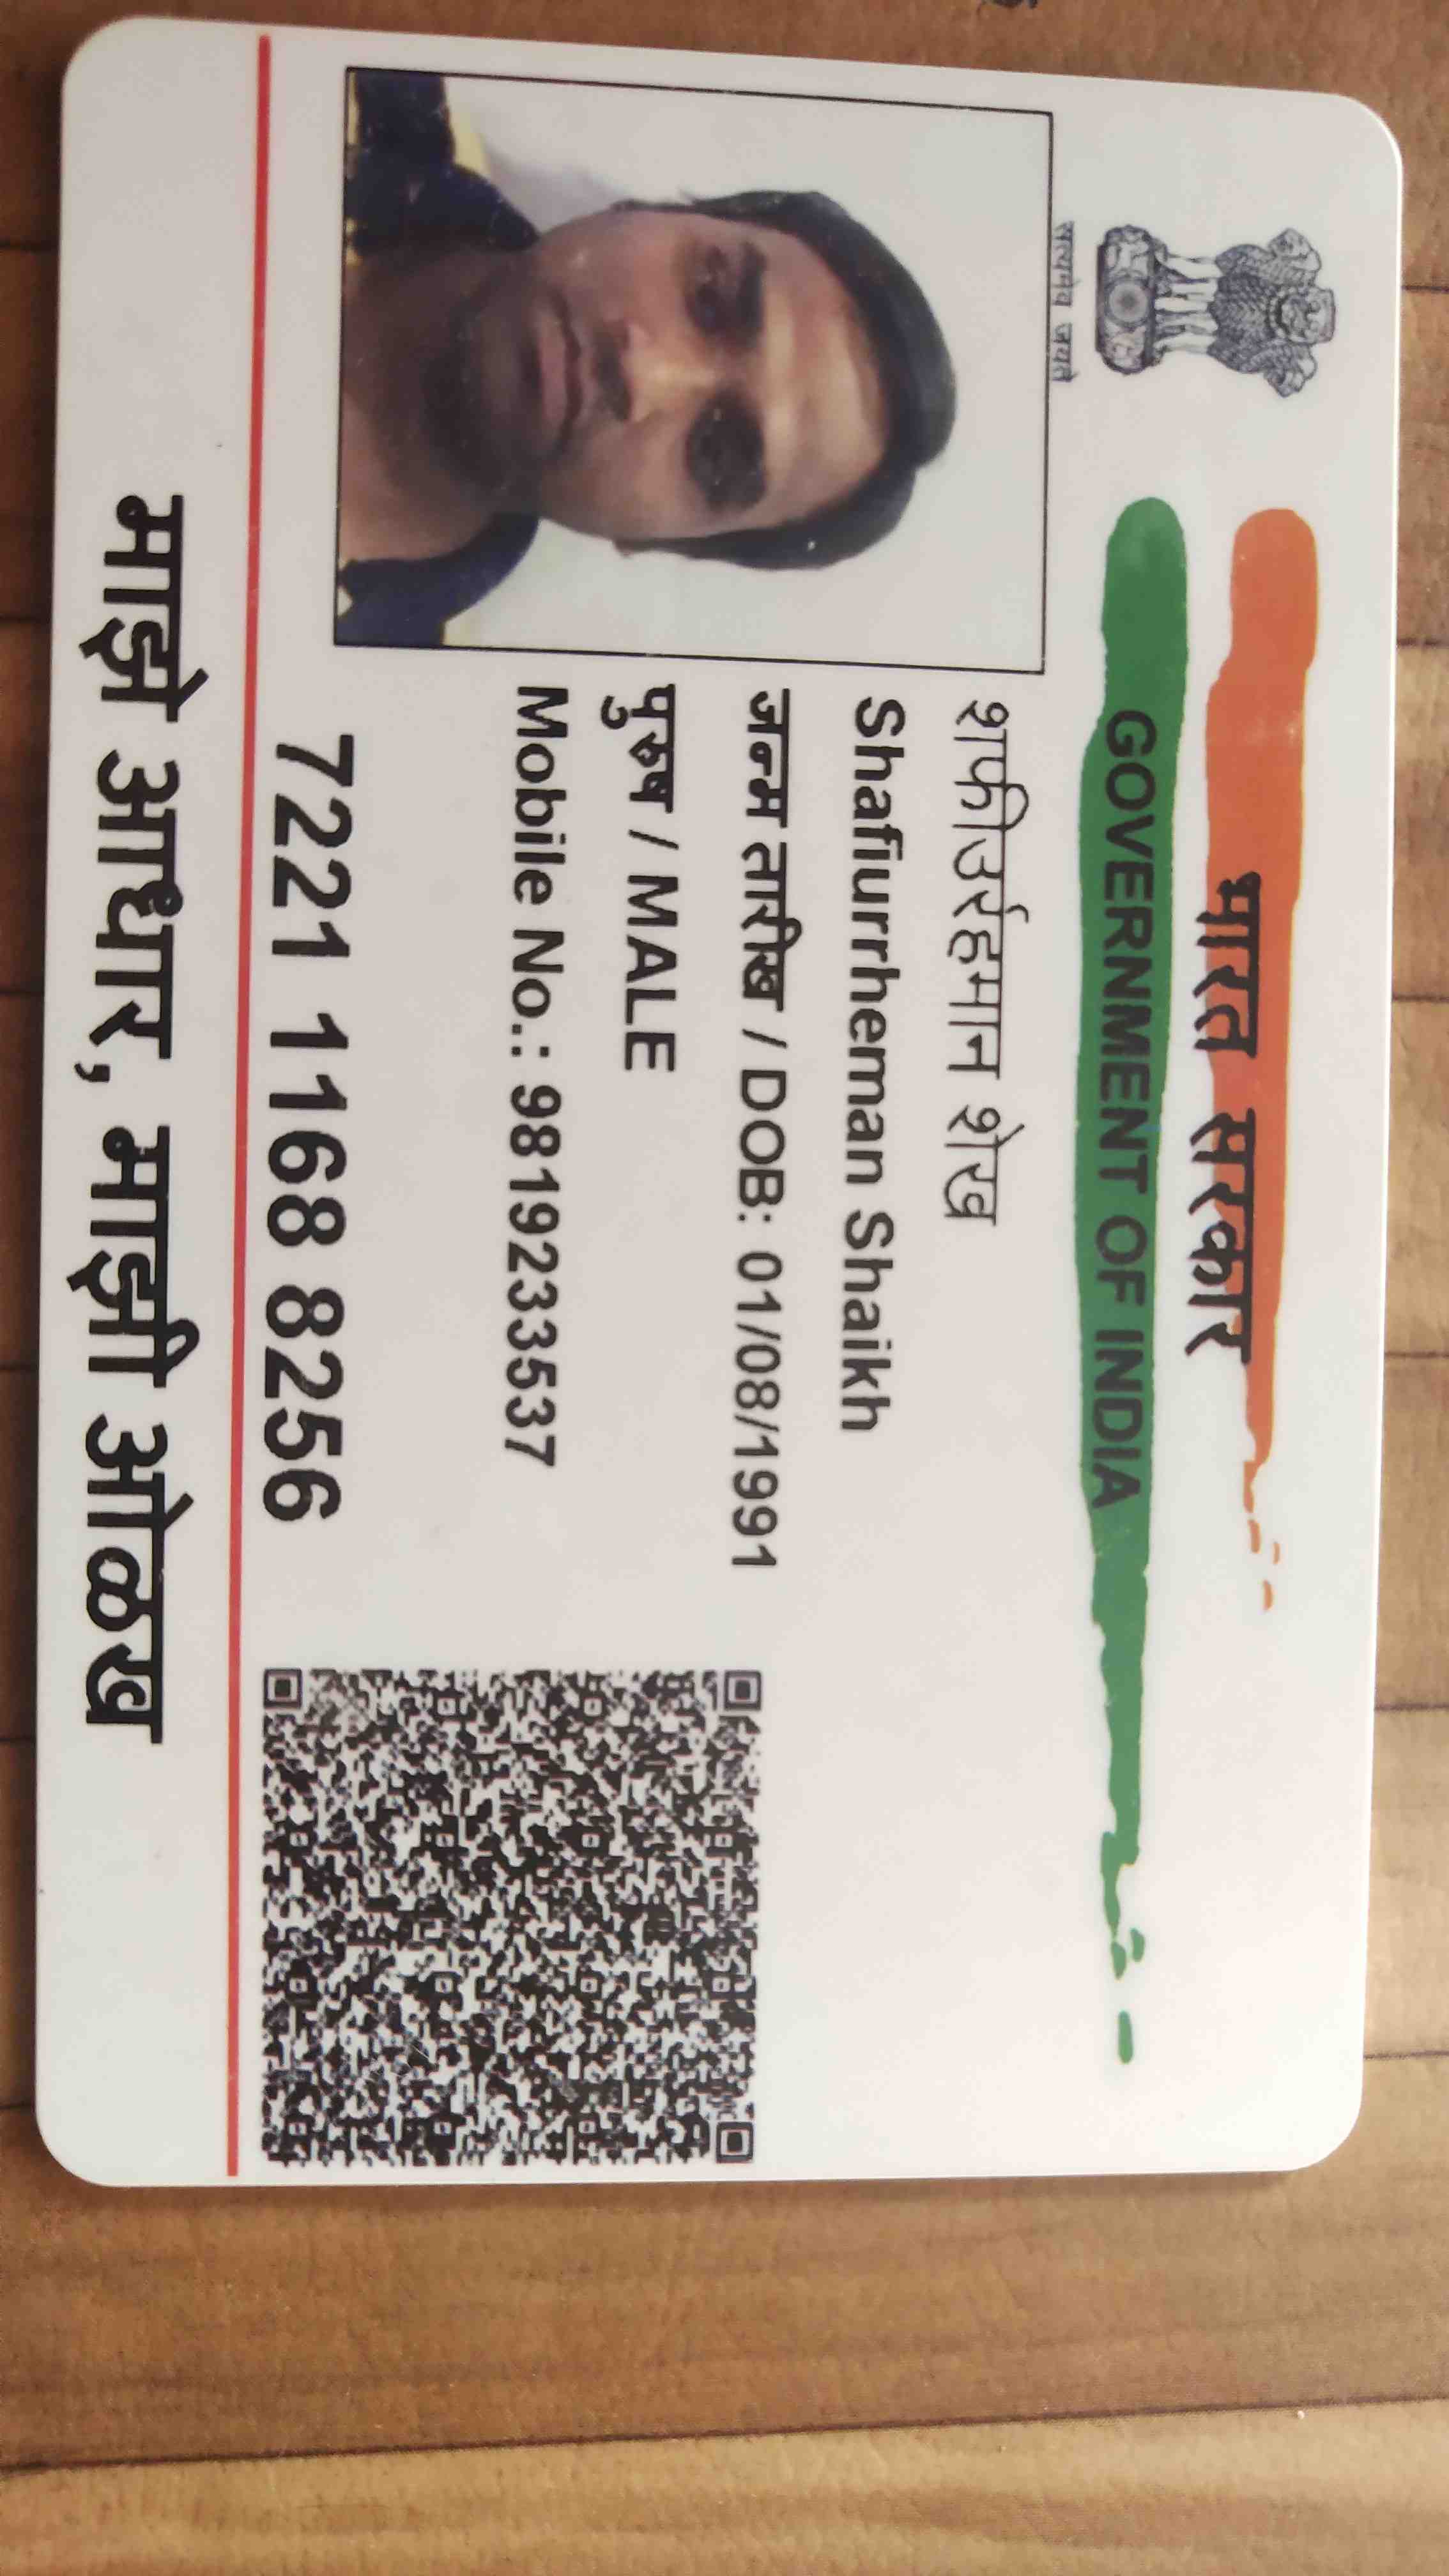 भारत सरकार
GOVERNMENT OF INDIA
सत्यमेव जयते
शफीउर्रहमान शेख
Shafiurrheman Shaikh
जन्म तारीख / DOB: 01/08/1991
पुरुष / MALE
Mobile No.: 9819233537
7221 1168 8256
माझे आधार, माझी ओळख